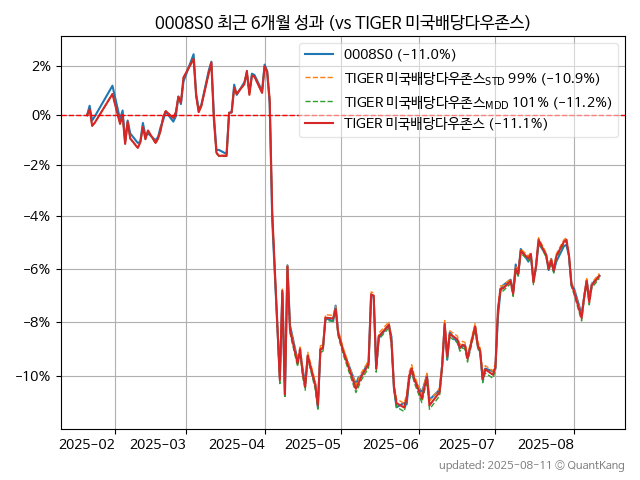 0008S0 최근 6개월 성과 (vs TIGER 미국배당다우존스)
0008S0 (−11.0%)
TIGER 미국배당다우존스STD 99% (−10.9%)
TIGER 미국배당다우존스MDD 101% (−11.2%)
TIGER 미국배당다우존스 (−11.1%)
2%
0%
−2%
−4%
−6%
−8%
−10%
2025-02 2025-03 2025-04 2025-05 2025-06 2025-07 2025-08
updated: 2025-08-11 © QuantKang